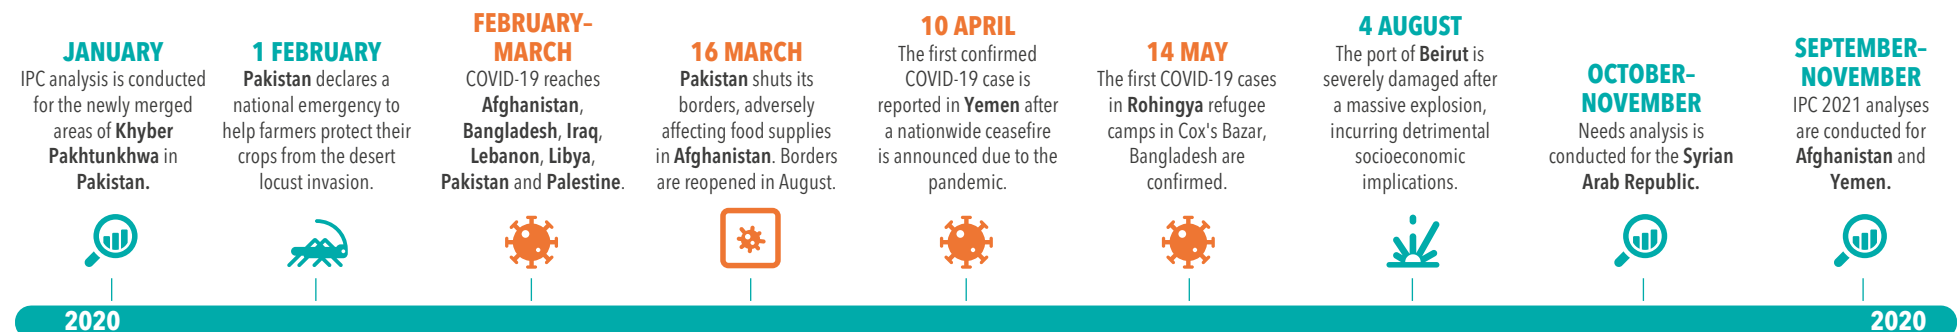 JANUARY
IPC analysis is conducted
for the newly merged
areas of Khyber
Pakhtunkhwa in
Pakistan.
1 FEBRUARY
Pakistan declares a
national emergency to
help farmers protect their
crops from the desert
locust invasion.
FEBRUARY–
MARCH
COVID-19 reaches
Afghanistan,
Bangladesh, Iraq,
Lebanon, Libya,
Pakistan and Palestine.
16 MARCH
Pakistan shuts its
borders, adversely
affecting food supplies
in Afghanistan. Borders
are reopened in August.
10 APRIL
The first confirmed
COVID-19 case is
reported in Yemen after
a nationwide ceasefire
is announced due to the
pandemic.
14 MAY
The first COVID-19 cases
in Rohingya refugee
camps in Cox's Bazar,
Bangladesh are
confirmed.
4 AUGUST
The port of Beirut is
severely damaged after
a massive explosion,
incurring detrimental
socioeconomic
implications.
OCTOBER–
NOVEMBER
Needs analysis is
conducted for the Syrian
Arab Republic.
SEPTEMBER–
NOVEMBER
IPC 2021 analyses
are conducted for
Afghanistan and
Yemen.
2020
2020